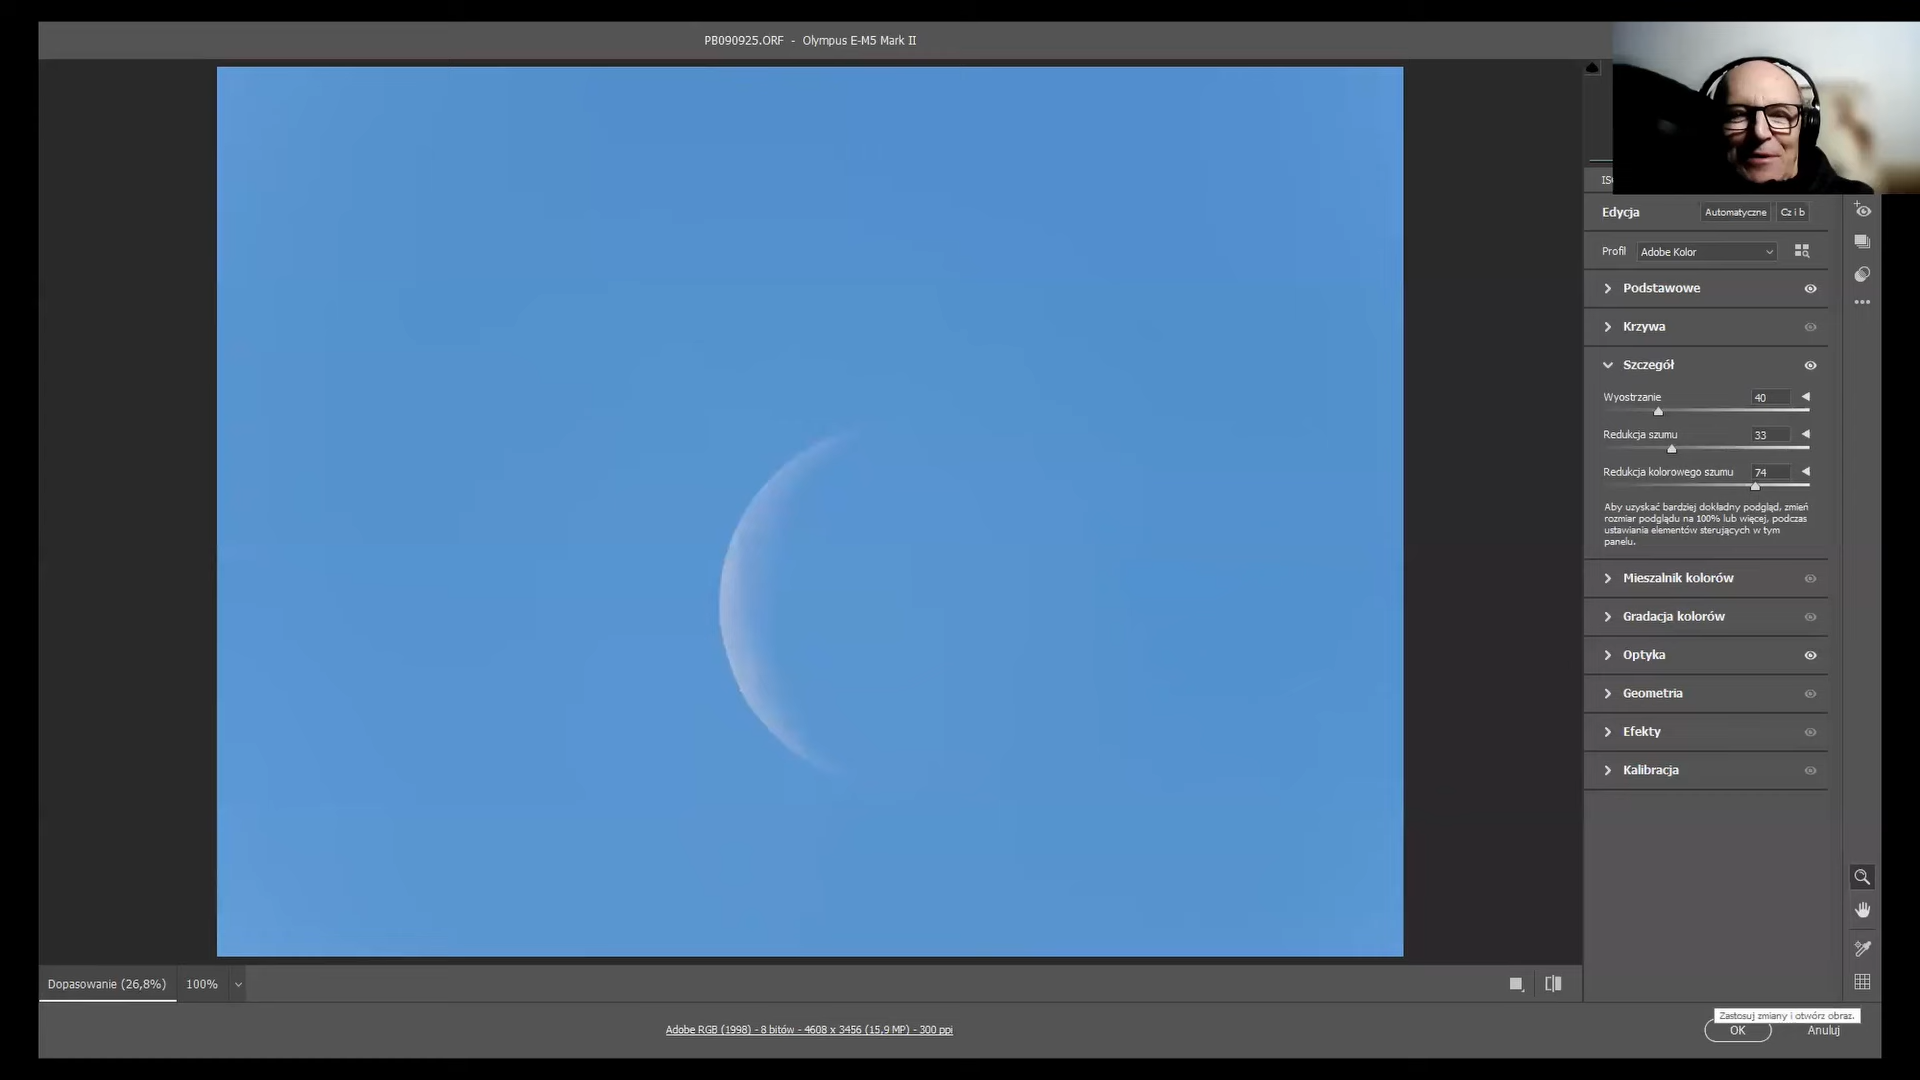 PB090925.ORF - Olympus E-M5 Mark II
Edycja
Automatyczne
Cz i b
Profil
Adobe Kolor
Podstawowe
Krzywa
Szczegół
Wyostrzanie 40
Redukcja szumu 33
Redukcja kolorowego szumu 74
Aby uzyskać bardziej dokładny podgląd, zmień
rozmiar podglądu na 100% lub więcej, podczas
ustawiania elementów sterujących w tym
panelu.
Mieszalnik kolorów
Gradacja kolorów
Optyka
Geometria
Efekty
Kalibracja
Dopasowanie (26,8%)
100%
Adobe RGB (1998) - 8 bitów - 4608 x 3456 (15,9 MP) - 300 ppi
Zastosuj zmiany i otwórz obraz.
OK
Anuluj